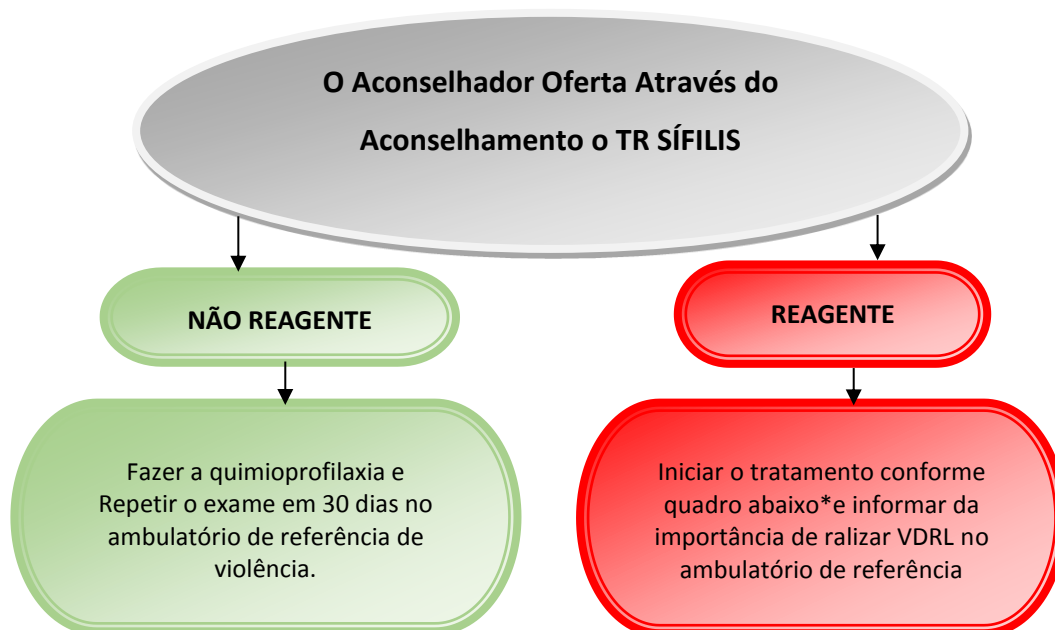 O Aconselhador Oferta Através do
Aconselhamento o TR SÍFILIS
NÃO REAGENTE
REAGENTE
Fazer a quimioprofilaxia e
Repetir o exame em 30 dias no
ambulatório de referência de
violência.
Iniciar o tratamento conforme
quadro abaixo*e informar da
importância de ralizar VDRL no
ambulatório de referência